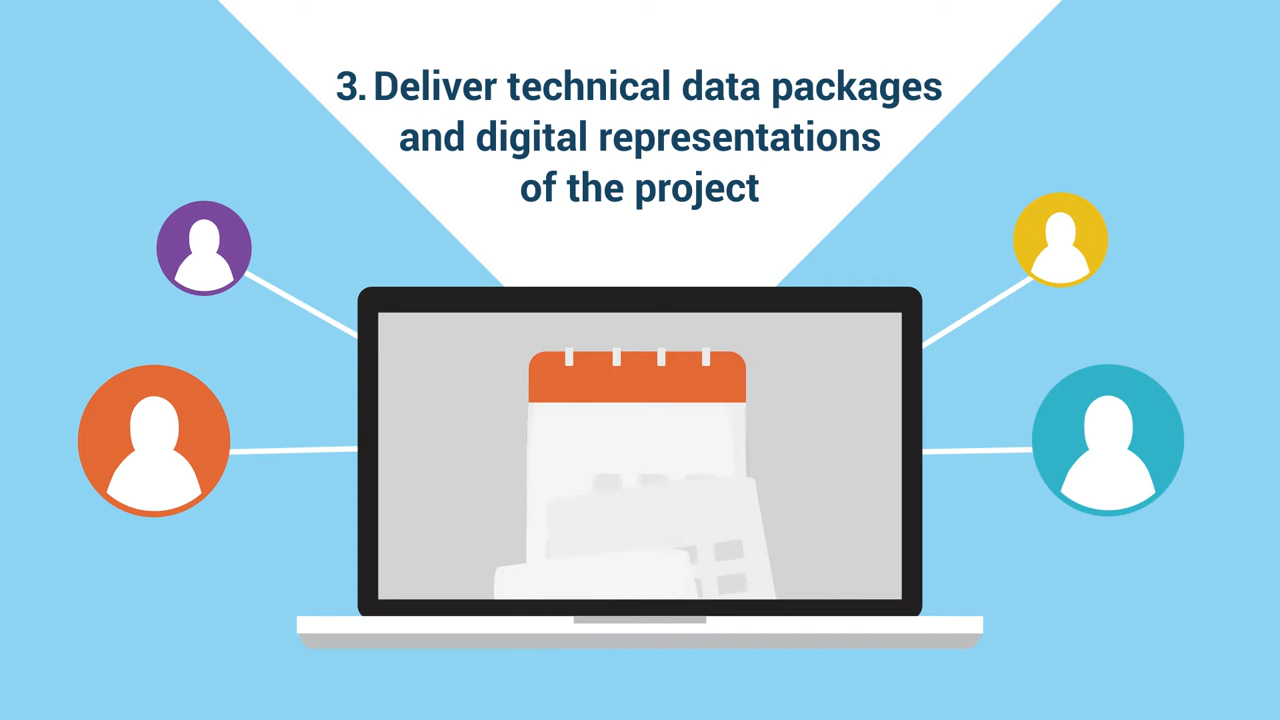 3. Deliver technical data packages
and digital representations
of the project